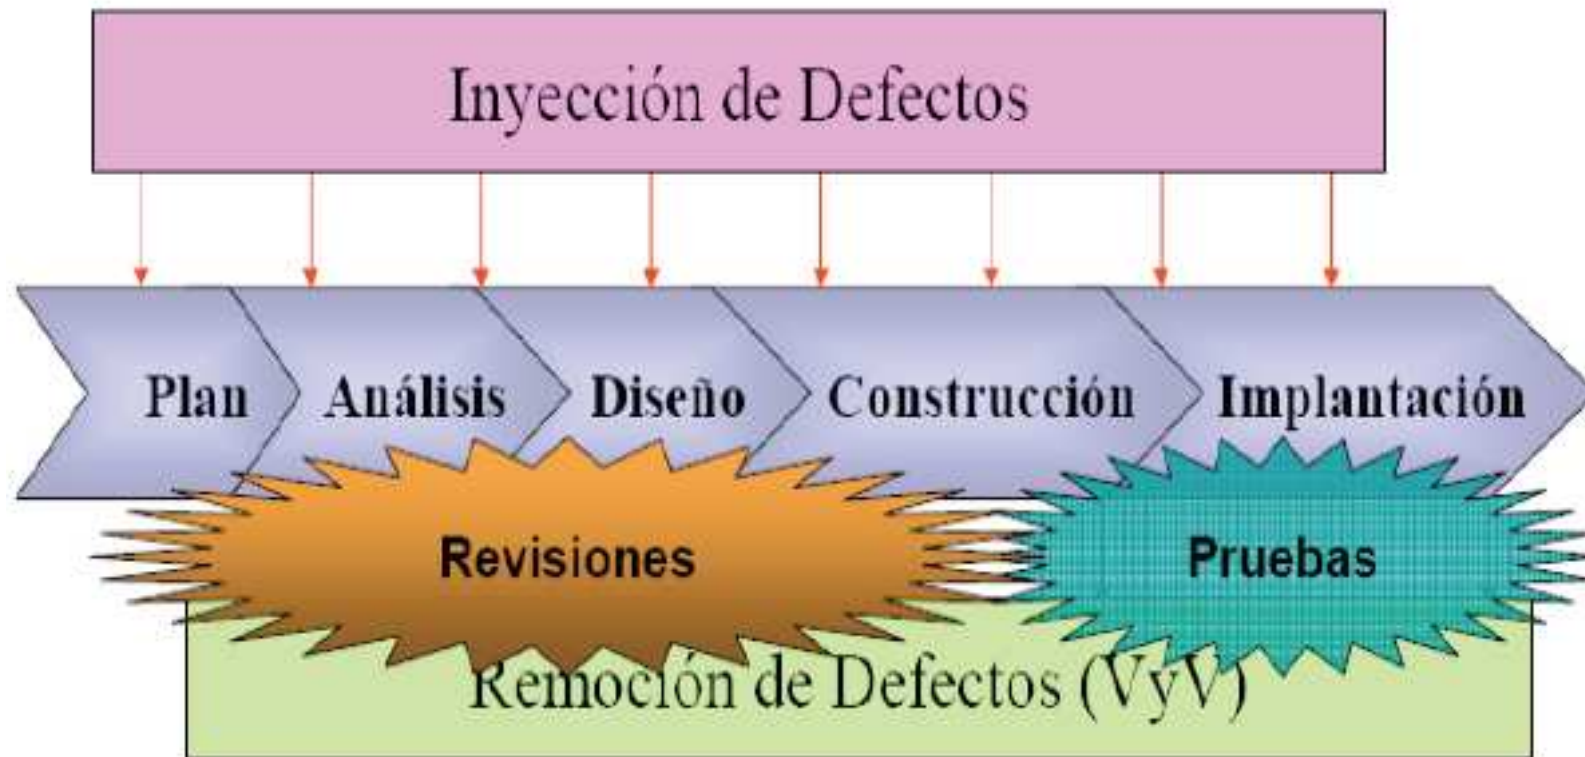 Inyección de Defectos
Plan Análisis Diseño Construcción Implantación
Revisiones Pruebas
Remoción de Defectos (VyV)